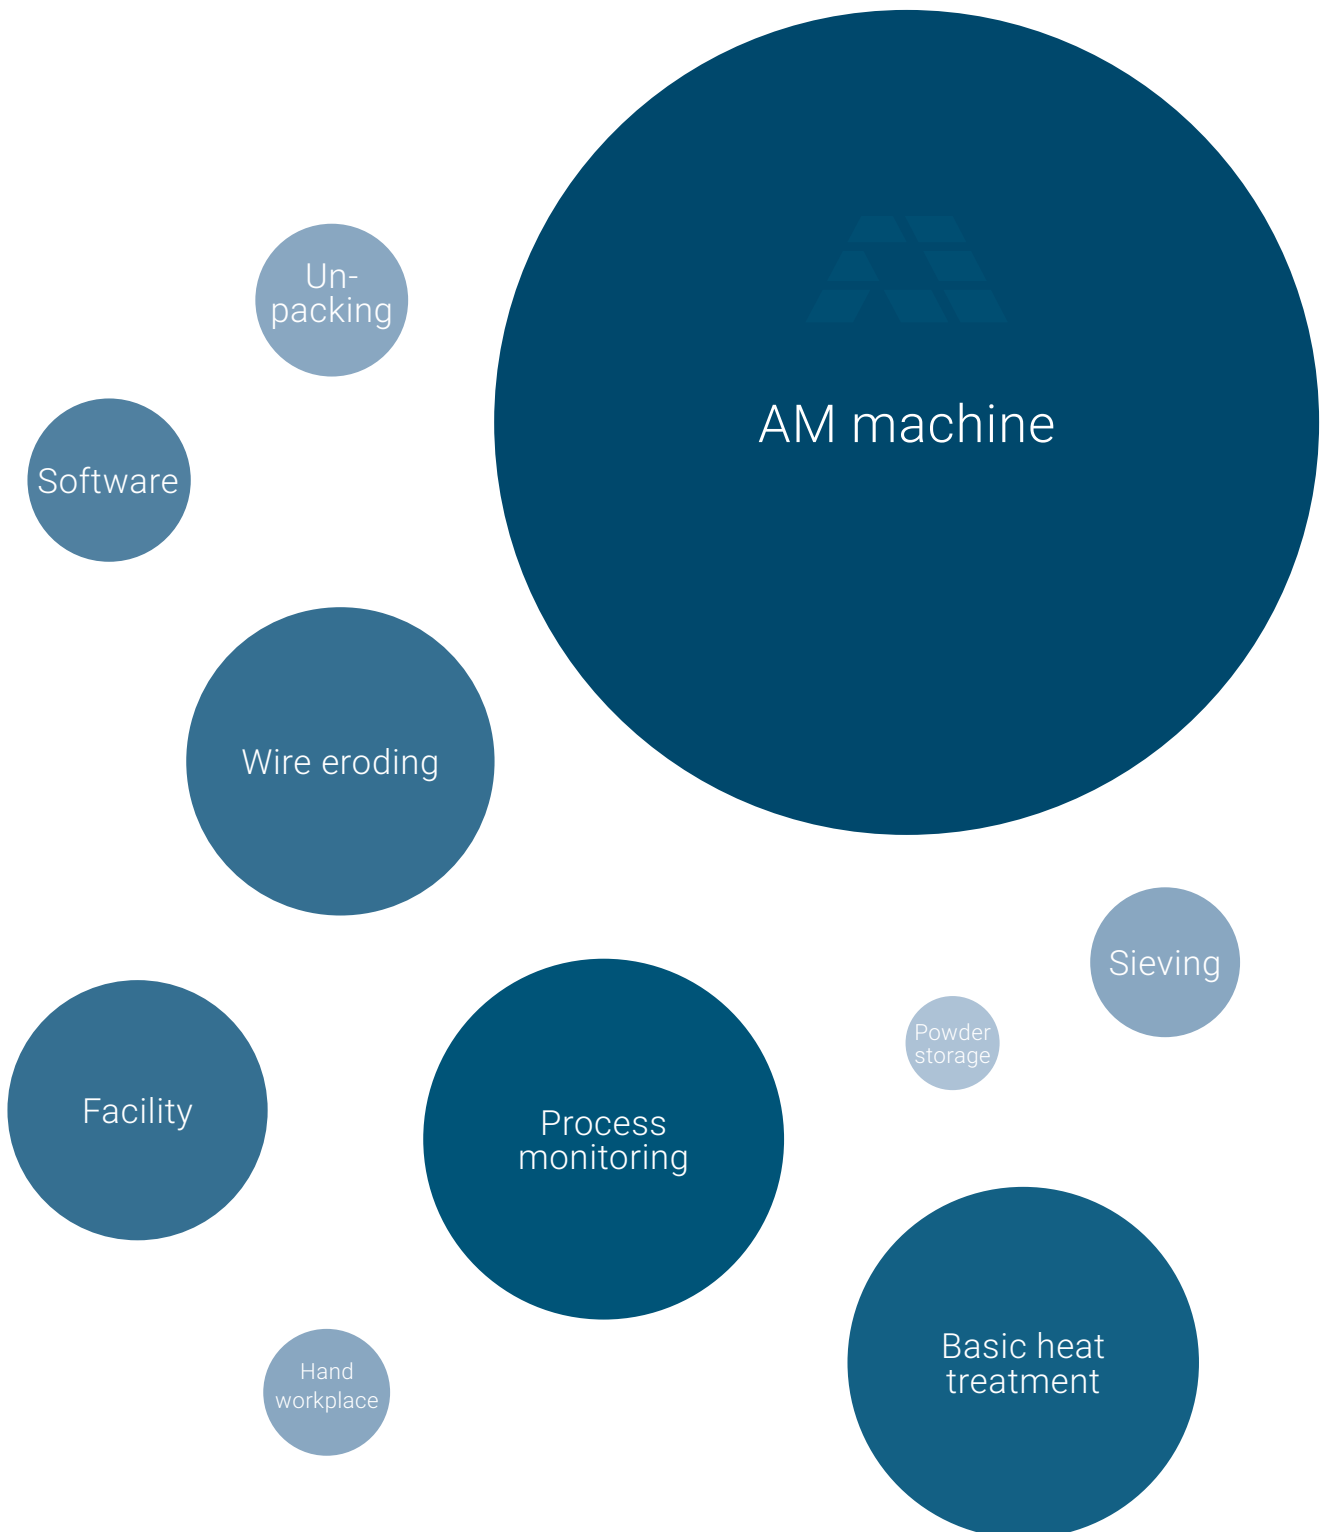 Un-
packing
AM machine
Software
Wire eroding
Sieving
Powder
storage
Facility
Process
monitoring
Basic heat
treatment
Hand
workplace